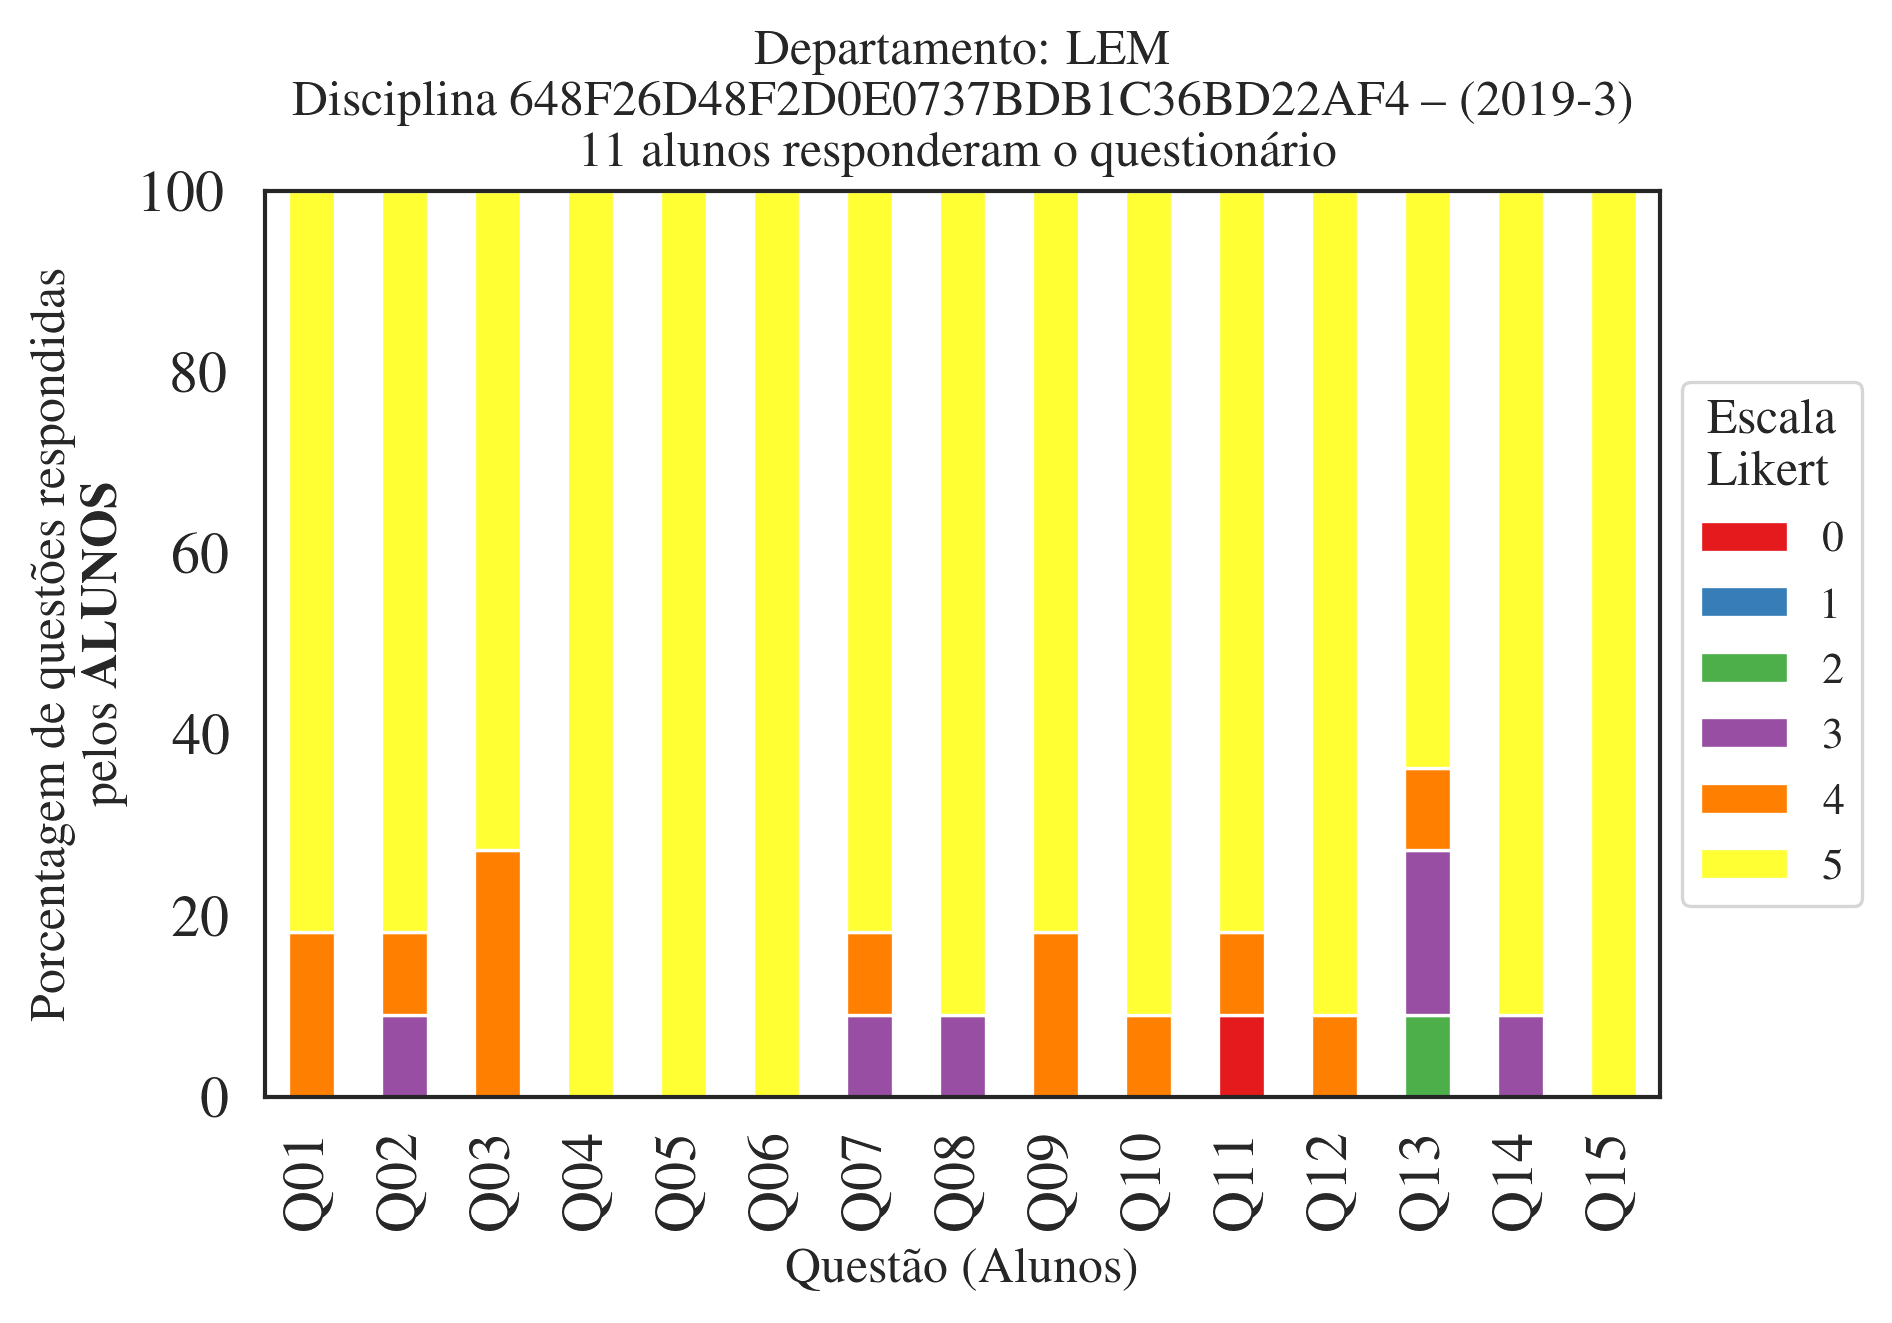 Departamento: LEM
Disciplina 648F26D48F2D0E0737BDB1C36BD22AF4 – (2019-3)
11 alunos responderam o questionário
Porcentagem de questões respondidas
pelos ALUNOS
100
80
60
40
20
0
Q01
Q02
Q03
Q04
Q05
Q06
Q07
Q08
Q09
Q10
Q11
Q12
Q13
Q14
Q15
Questão (Alunos)
Escala
Likert
0
1
2
3
4
5